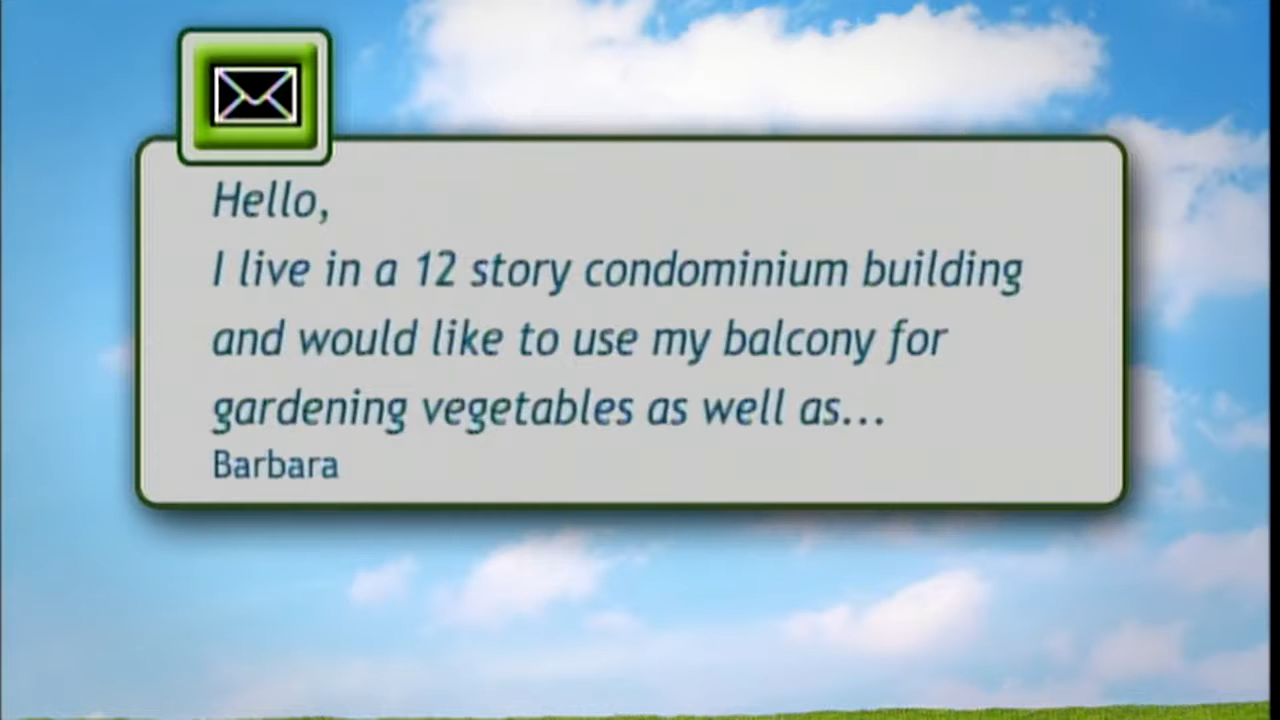 Hello,
I live in a 12 story condominium building
and would like to use my balcony for
gardening vegetables as well as...
Barbara